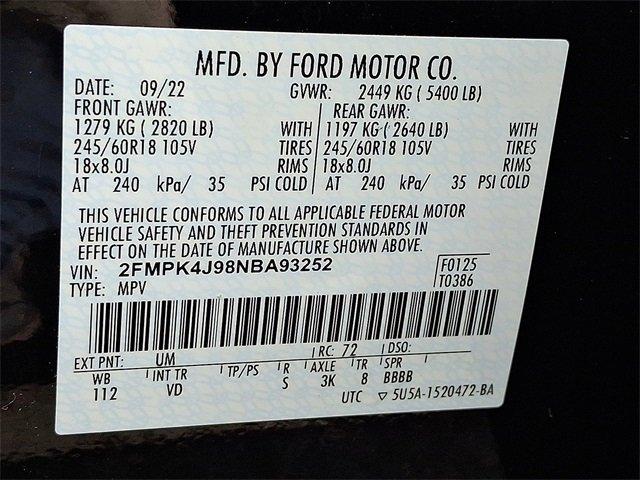 MFD. BY FORD MOTOR CO.
DATE: 09/22 GVWR: 2449 KG ( 5400 LB)
FRONT GAWR: REAR GAWR:
1279 KG ( 2820 LB) WITH 1197 KG ( 2640 LB) WITH
245/60R18 105V TIRES 245/60R18 105V TIRES
18x8.0J RIMS 18x8.0J RIMS
AT 240 kPa/ 35 PSI COLD AT 240 kPa/ 35 PSI COLD
THIS VEHICLE CONFORMS TO ALL APPLICABLE FEDERAL MOTOR
VEHICLE SAFETY AND THEFT PREVENTION STANDARDS IN
EFFECT ON THE DATE OF MANUFACTURE SHOWN ABOVE.
VIN: 2FMPK4J98NBA93252 F0125
TYPE: MPV T0386
EXT PNT: UM RC: 72 DSO:
WB INT TR TP/PS R AXLE TR SPR
112 VD S 3K 8 BBBB
UTC ▽ 5U5A-1520472-BA